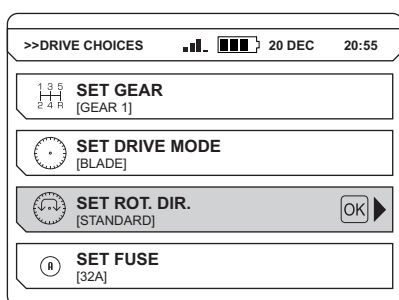 >>DRIVE CHOICES 20 DEC 20:55
1 3 5
2 4 R
SET GEAR
[GEAR 1]
SET DRIVE MODE
[BLADE]
SET ROT. DIR.
[STANDARD]
OK
A
SET FUSE
[32A]